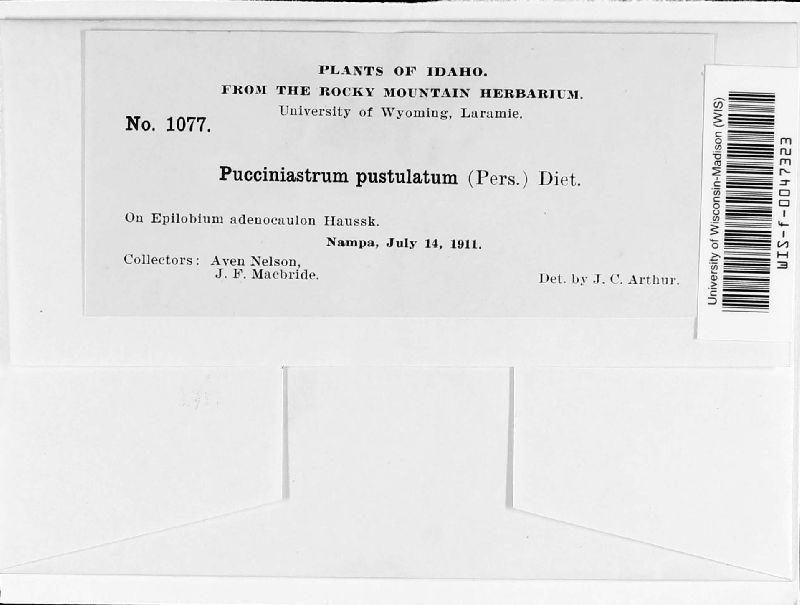 PLANTS OF IDAHO.
FROM THE ROCKY MOUNTAIN HERBARIUM.
University of Wyoming, Laramie.
No. 1077.
Pucciniastrum pustulatum (Pers.) Diet.
On Epilobium adenocaulon Haussk.
Nampa, July 14, 1911.
Collectors: Aven Nelson,
J. F. Macbride.
Det. by J. C. Arthur.
University of Wisconsin-Madison (WIS)
WIS-f-0047323